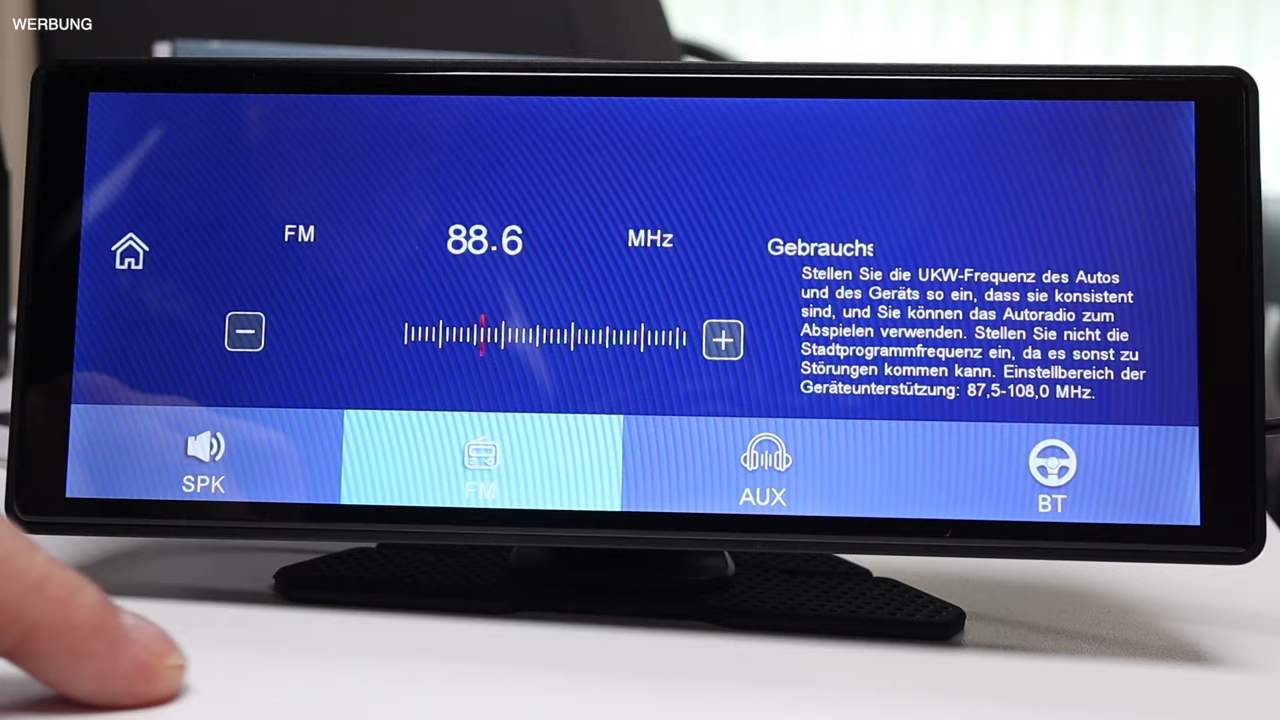 WERBUNG
FM 88.6 MHz
Gebrauchs
Stellen Sie die UKW-Frequenz des Autos
und des Geräts so ein, dass sie konsistent
sind, und Sie können das Autoradio zum
Abspielen verwenden. Stellen Sie nicht die
Stadtprogrammfrequenz ein, da es sonst zu
Störungen kommen kann. Einstellbereich der
Geräteunterstützung: 87,5-108,0 MHz.
SPK FM AUX BT